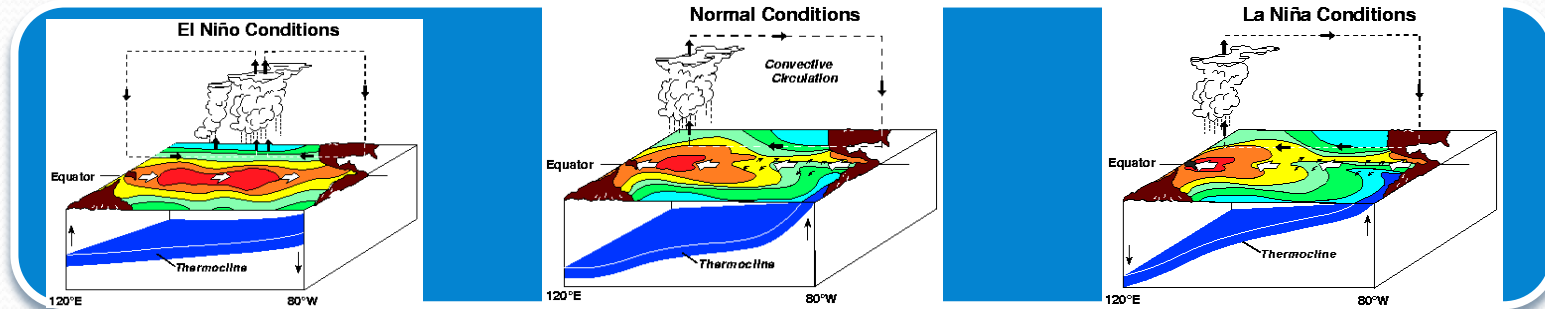 El Niño Conditions
Equator
Thermocline
120°E
80°W
Normal Conditions
Convective
Circulation
Equator
Thermocline
120°E
80°W
La Niña Conditions
Equator
Thermocline
120°E
80°W